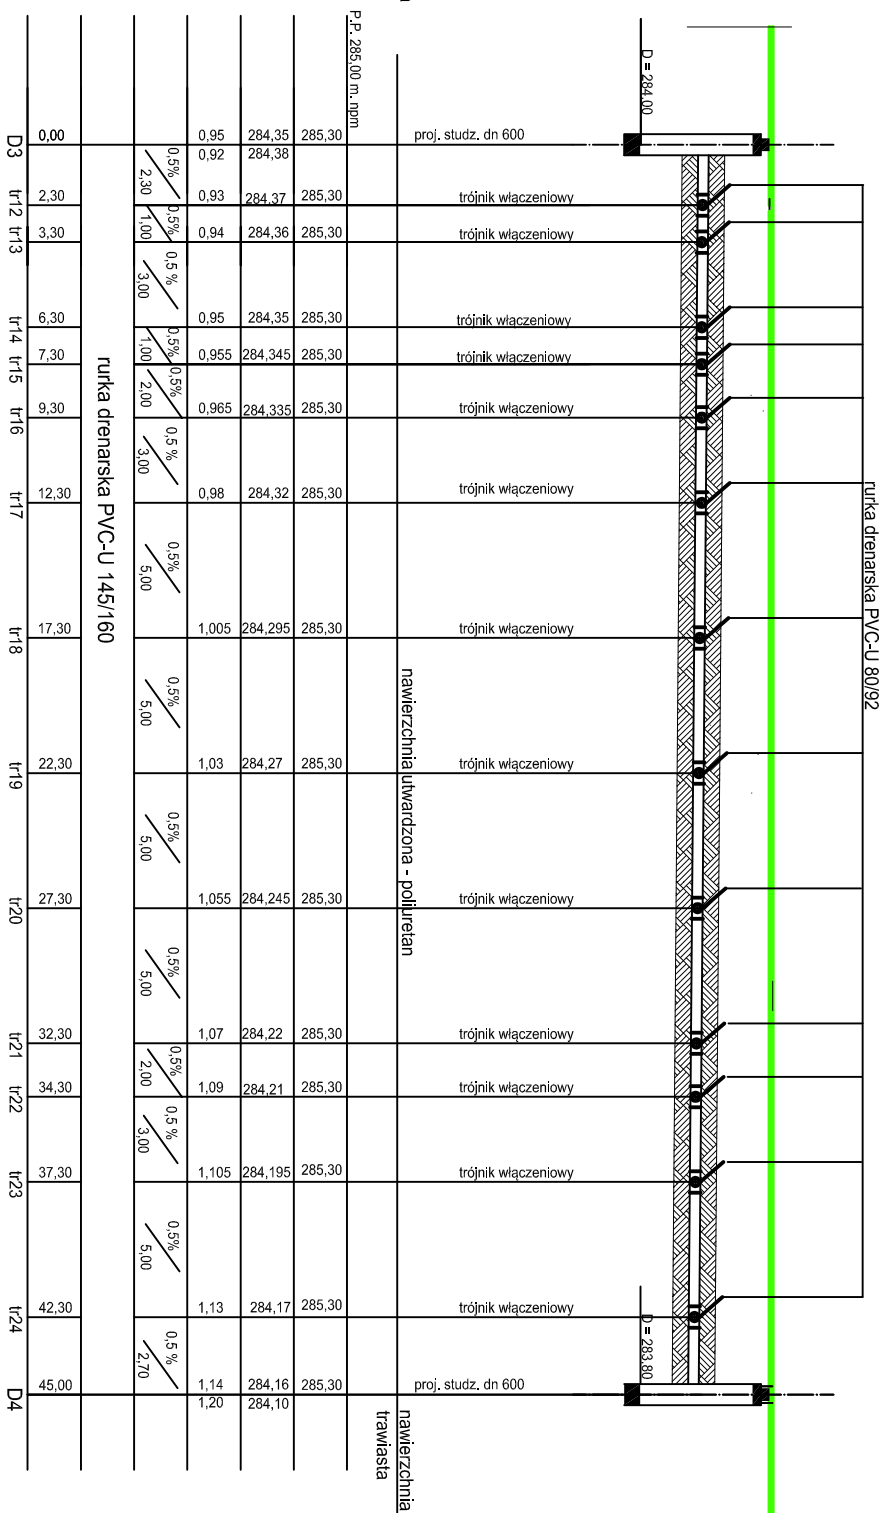 P.P. 285,00 m. npm
D = 284,00
D3 0,00 0,95 284,35 285,30 proj. studz. dn 600
0,92 284,38
0,5%
2,30
tr12 2,30 0,93 284,37 285,30 trójnik włączeniowy
0,5%
1,00
tr13 3,30 0,94 284,36 285,30 trójnik włączeniowy
0,5 %
3,00
tr14 6,30 0,95 284,35 285,30 trójnik włączeniowy
0,5%
1,00
tr15 7,30 0,955 284,345 285,30 trójnik włączeniowy
0,5%
2,00
tr16 9,30 0,965 284,335 285,30 trójnik włączeniowy
0,5 %
3,00
tr17 12,30 0,98 284,32 285,30 trójnik włączeniowy
0,5%
5,00
tr18 17,30 1,005 284,295 285,30 trójnik włączeniowy
0,5%
5,00
tr19 22,30 1,03 284,27 285,30 trójnik włączeniowy
0,5%
5,00
tr20 27,30 1,055 284,245 285,30 trójnik włączeniowy
0,5%
5,00
tr21 32,30 1,07 284,22 285,30 trójnik włączeniowy
0,5%
2,00
tr22 34,30 1,09 284,21 285,30 trójnik włączeniowy
0,5 %
3,00
tr23 37,30 1,105 284,195 285,30 trójnik włączeniowy
0,5%
5,00
tr24 42,30 1,13 284,17 285,30 trójnik włączeniowy
0,5 %
2,70
D4 45,00 1,14 284,16 285,30 proj. studz. dn 600
1,20 284,10
D = 283,80
rurka drenarska PVC-U 145/160
rurka drenarska PVC-U 80/92
nawierzchnia utwardzona - poliuretan
nawierzchnia
trawiasta